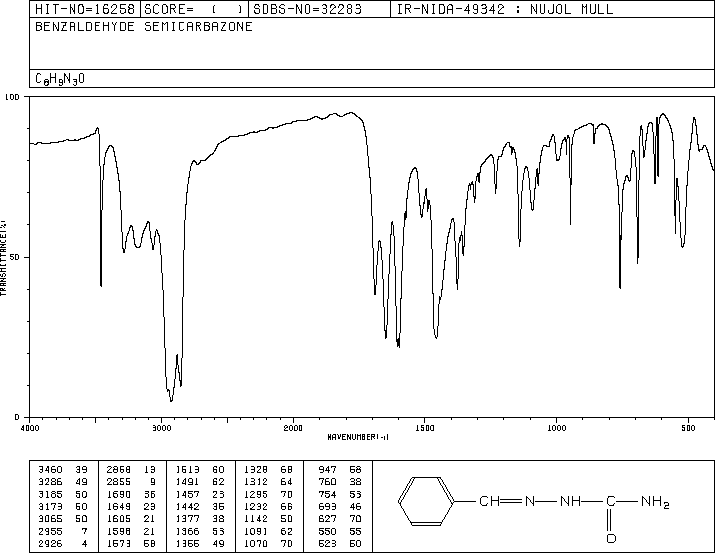 HIT-NO=16258 SCORE= ( ) SDBS-NO=32283 IR-NIDA-49342 : NUJOL MULL
BENZALDEHYDE SEMICARBAZONE
C8H9N3O
100
TRANSMITTANCE(%)
50
0
4000 3000 2000 1500 1000 500
WAVENUMBER(-1)
3460 39 2868 13 1513 60 1328 68 947 58
3286 49 2855 9 1491 62 1312 64 760 38
3185 50 1690 36 1457 23 1295 70 754 53
3173 50 1649 23 1442 36 1232 66 693 46
3065 50 1605 21 1377 38 1142 50 627 70
2955 7 1598 21 1366 53 1091 62 550 55
2926 4 1573 58 1355 49 1070 70 523 50
CH N NH C NH2
O